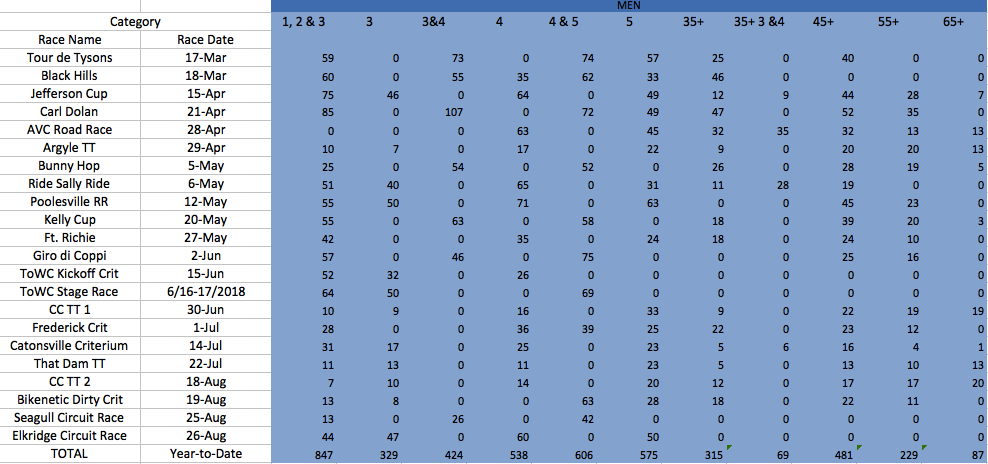 MEN
Category 1, 2 & 3 3 3&4 4 4 & 5 5 35+ 35+ 3 &4 45+ 55+ 65+
Race Name Race Date
Tour de Tysons 17-Mar 59 0 73 0 74 57 25 0 40 0 0
Black Hills 18-Mar 60 0 55 35 62 33 46 0 0 0 0
Jefferson Cup 15-Apr 75 46 0 64 0 49 12 9 44 28 7
Carl Dolan 21-Apr 85 0 107 0 72 49 47 0 52 35 0
AVC Road Race 28-Apr 0 0 0 63 0 45 32 35 32 13 13
Argyle TT 29-Apr 10 7 0 17 0 22 9 0 20 20 13
Bunny Hop 5-May 25 0 54 0 52 0 26 0 28 19 5
Ride Sally Ride 6-May 51 40 0 65 0 31 11 28 19 0 0
Poolesville RR 12-May 55 50 0 71 0 63 0 0 45 23 0
Kelly Cup 20-May 55 0 63 0 58 0 18 0 39 20 3
Ft. Richie 27-May 42 0 0 35 0 24 18 0 24 10 0
Giro di Coppi 2-Jun 57 0 46 0 75 0 0 0 25 16 0
ToWC Kickoff Crit 15-Jun 52 32 0 26 0 0 0 0 0 0 0
ToWC Stage Race 6/16-17/2018 64 50 0 0 69 0 0 0 0 0 0
CC TT 1 30-Jun 10 9 0 16 0 33 9 0 22 19 19
Frederick Crit 1-Jul 28 0 0 36 39 25 22 0 23 12 0
Catonsville Criterium 14-Jul 31 17 0 25 0 23 5 6 16 4 1
That Dam TT 22-Jul 11 13 0 11 0 23 5 0 13 10 13
CC TT 2 18-Aug 7 10 0 14 0 20 12 0 17 17 20
Bikenetic Dirty Crit 19-Aug 13 8 0 0 63 28 18 0 22 11 0
Seagull Circuit Race 25-Aug 13 0 26 0 42 0 0 0 0 0 0
Elkridge Circuit Race 26-Aug 44 47 0 60 0 50 0 0 0 0 0
TOTAL Year-to-Date 847 329 424 538 606 575 315 69 481 229 87